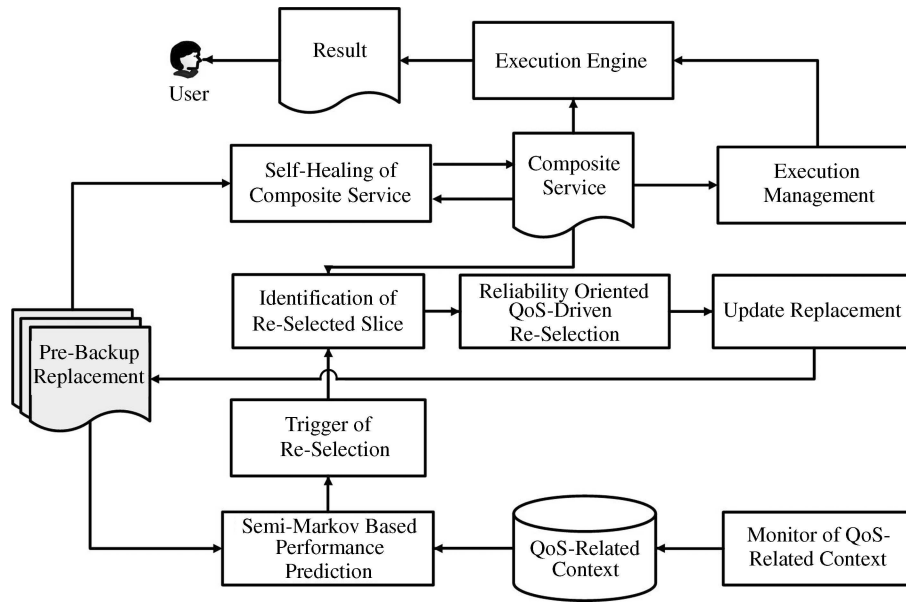 Result
Execution Engine
User
Self-Healing of
Composite Service
Composite
Service
Execution
Management
Identification of
Re-Selected Slice
Reliability Oriented
QoS-Driven
Re-Selection
Update Replacement
Pre-Backup
Replacement
Trigger of
Re-Selection
Semi-Markov Based
Performance
Prediction
QoS-Related
Context
Monitor of QoS-
Related Context